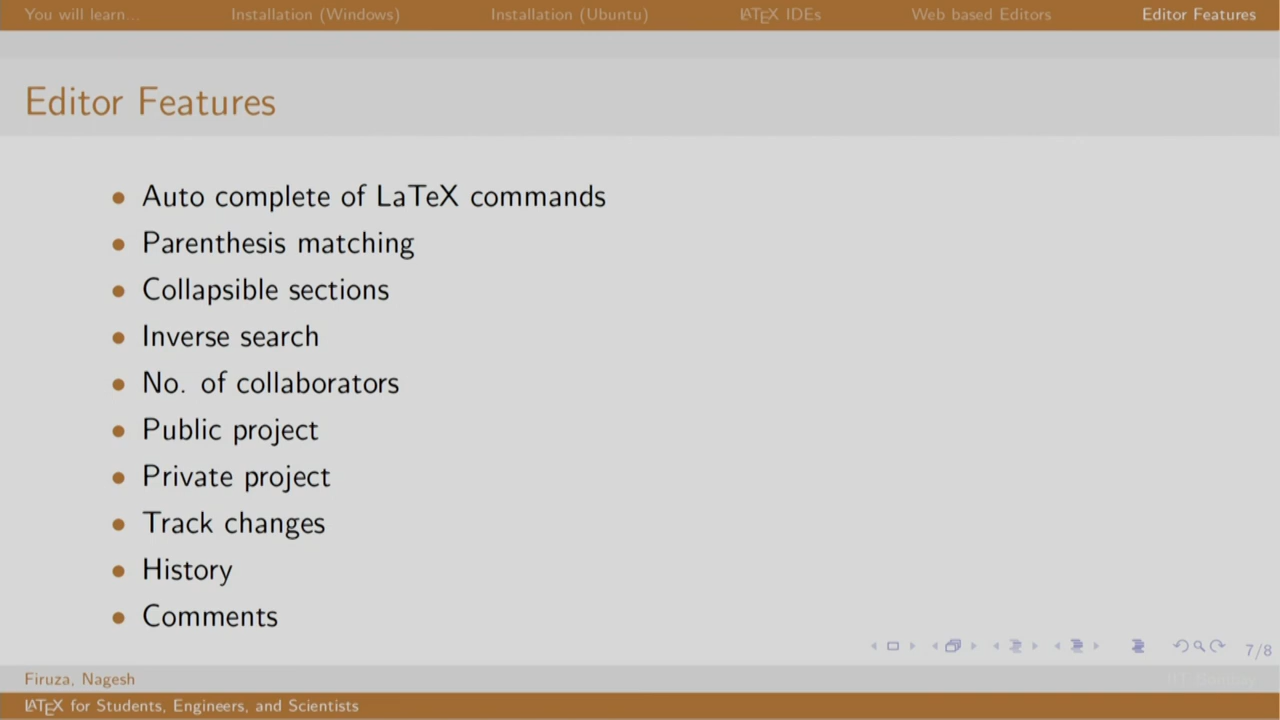 You will learn... Installation (Windows) Installation (Ubuntu) LATEX IDEs Web based Editors Editor Features
Editor Features
• Auto complete of LaTeX commands
• Parenthesis matching
• Collapsible sections
• Inverse search
• No. of collaborators
• Public project
• Private project
• Track changes
• History
• Comments
7/8
Firuza, Nagesh
LATEX for Students, Engineers, and Scientists